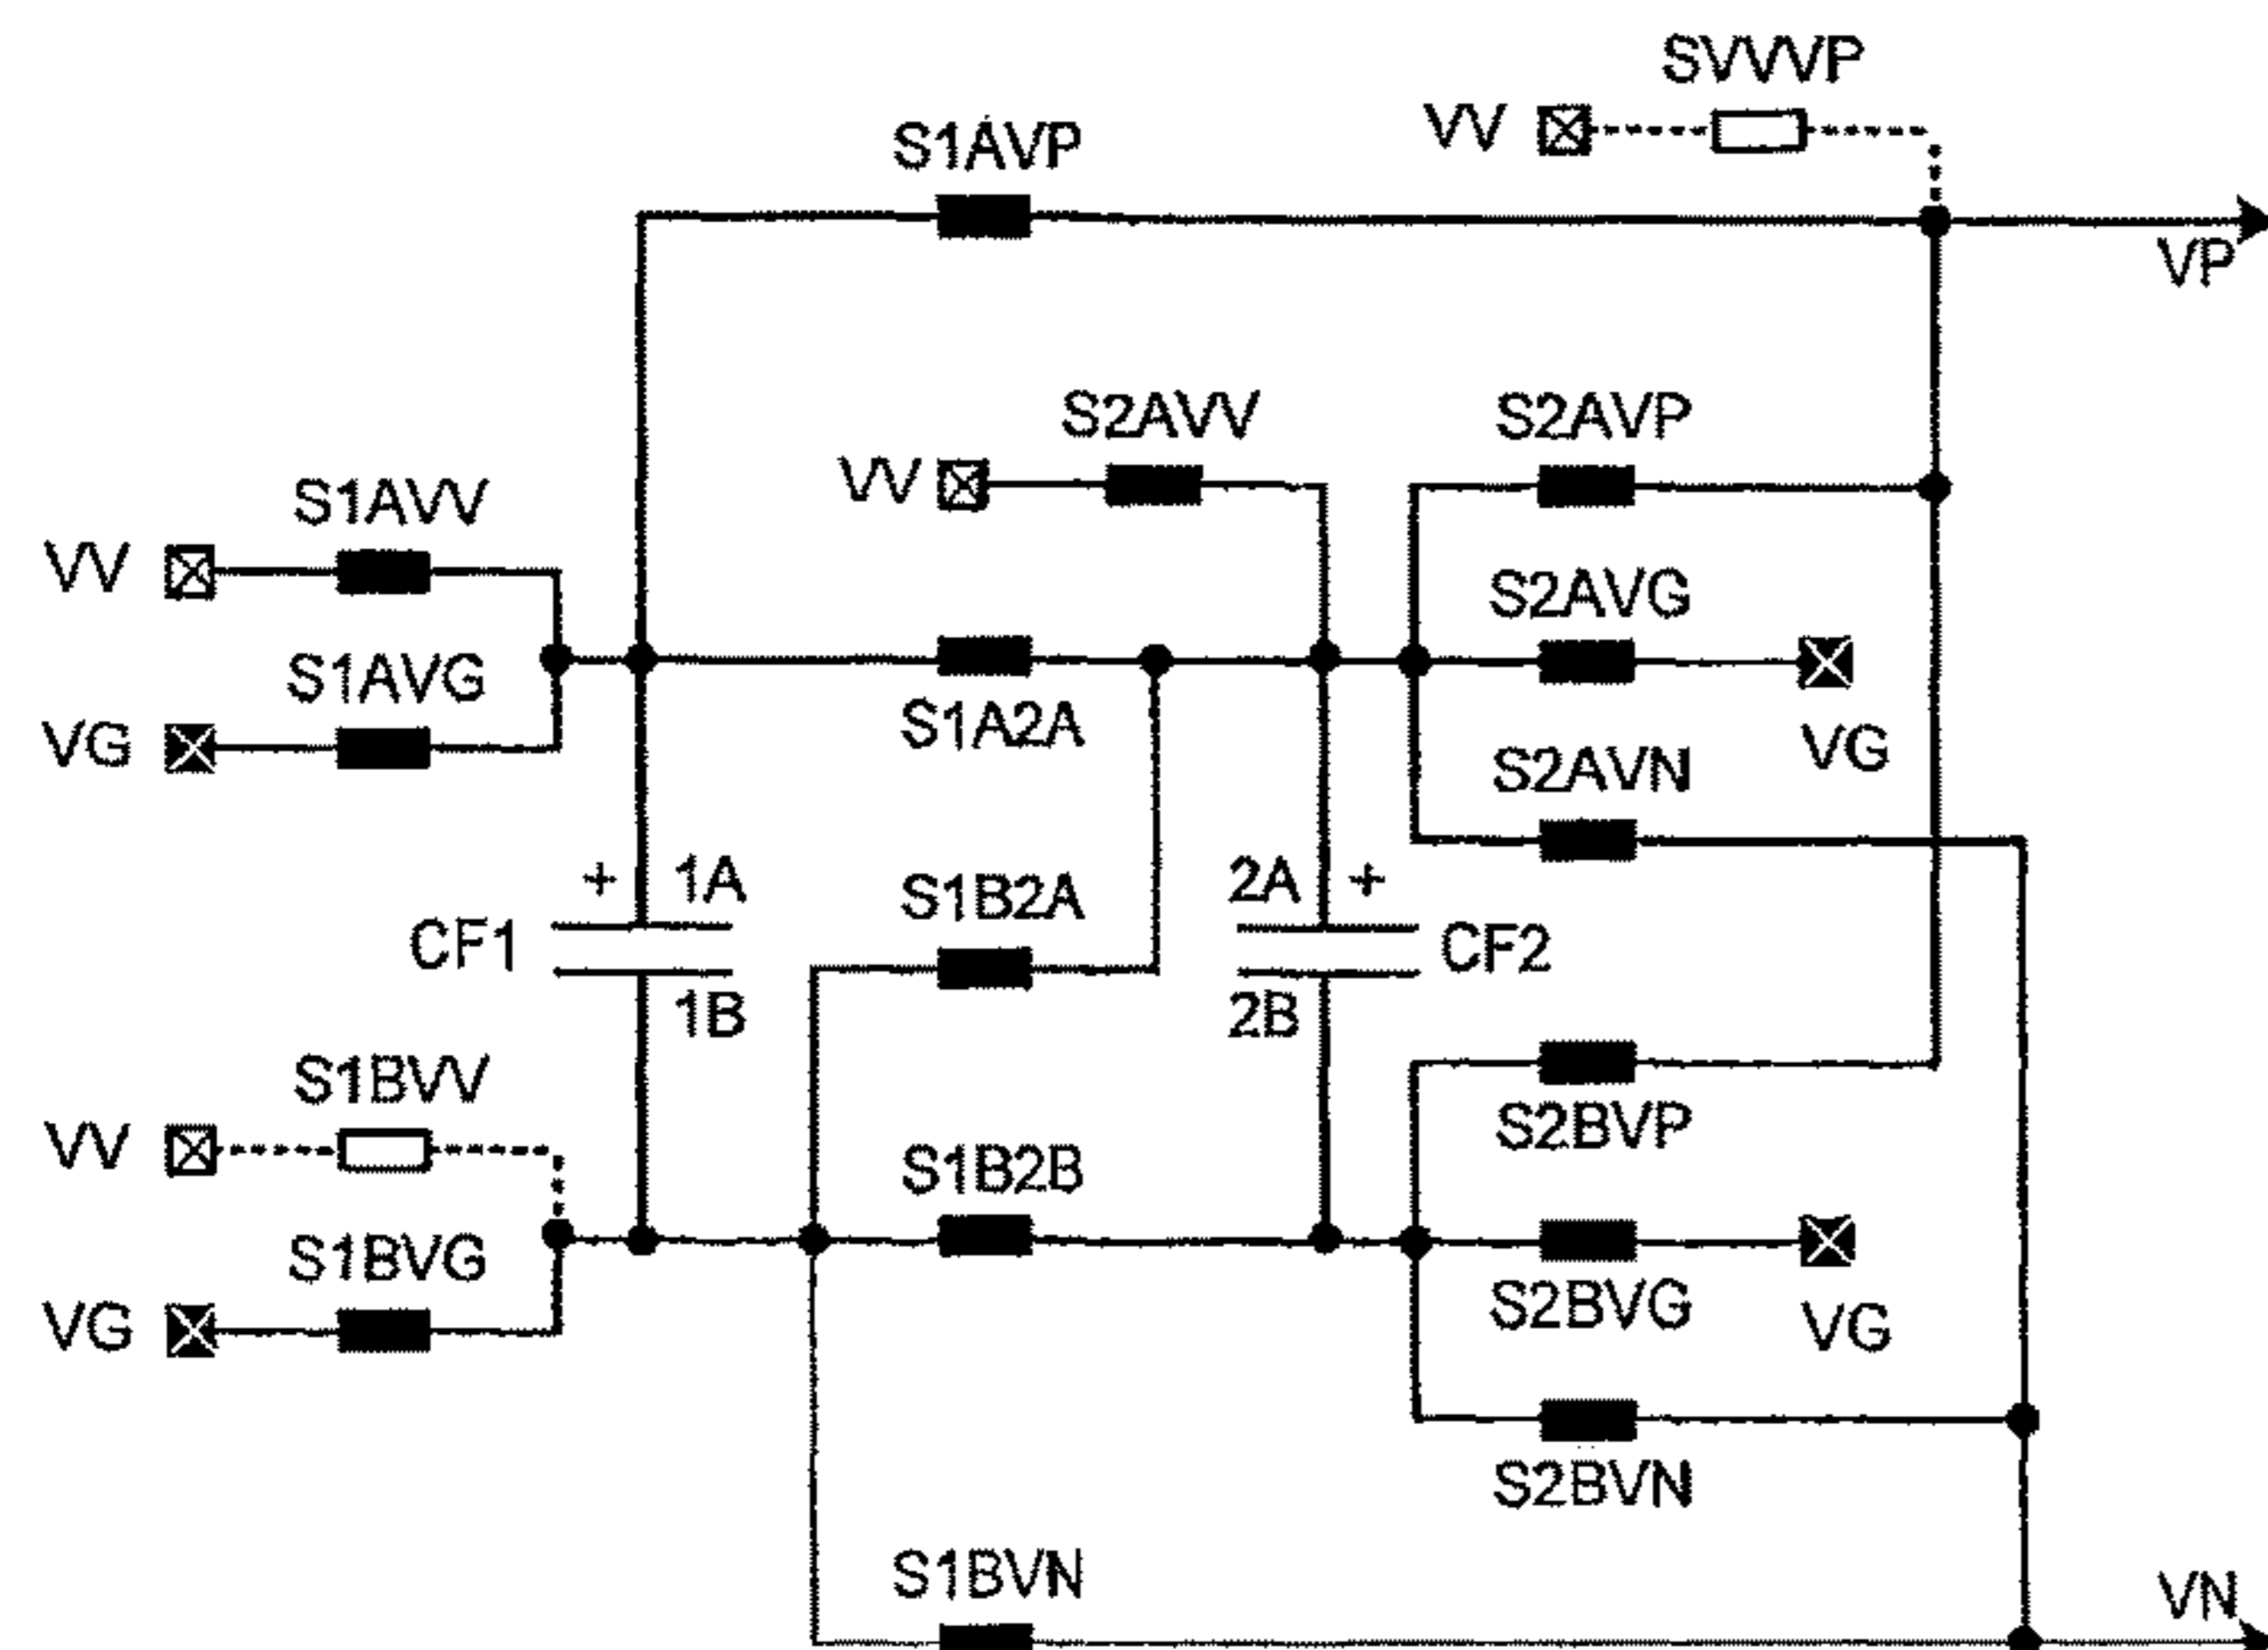 SVVVP
VV
S1AVP
VP
S2AVV
S2AVP
VV
S1AVV
VV
S2AVG
S1AVG
VG
S1A2A
VG
S2AVN
+ 1A
2A +
S1B2A
CF1
CF2
1B
2B
S1BVV
VV
S2BVP
S1B2B
S1BVG
VG
S2BVG
VG
S2BVN
S1BVN
VN